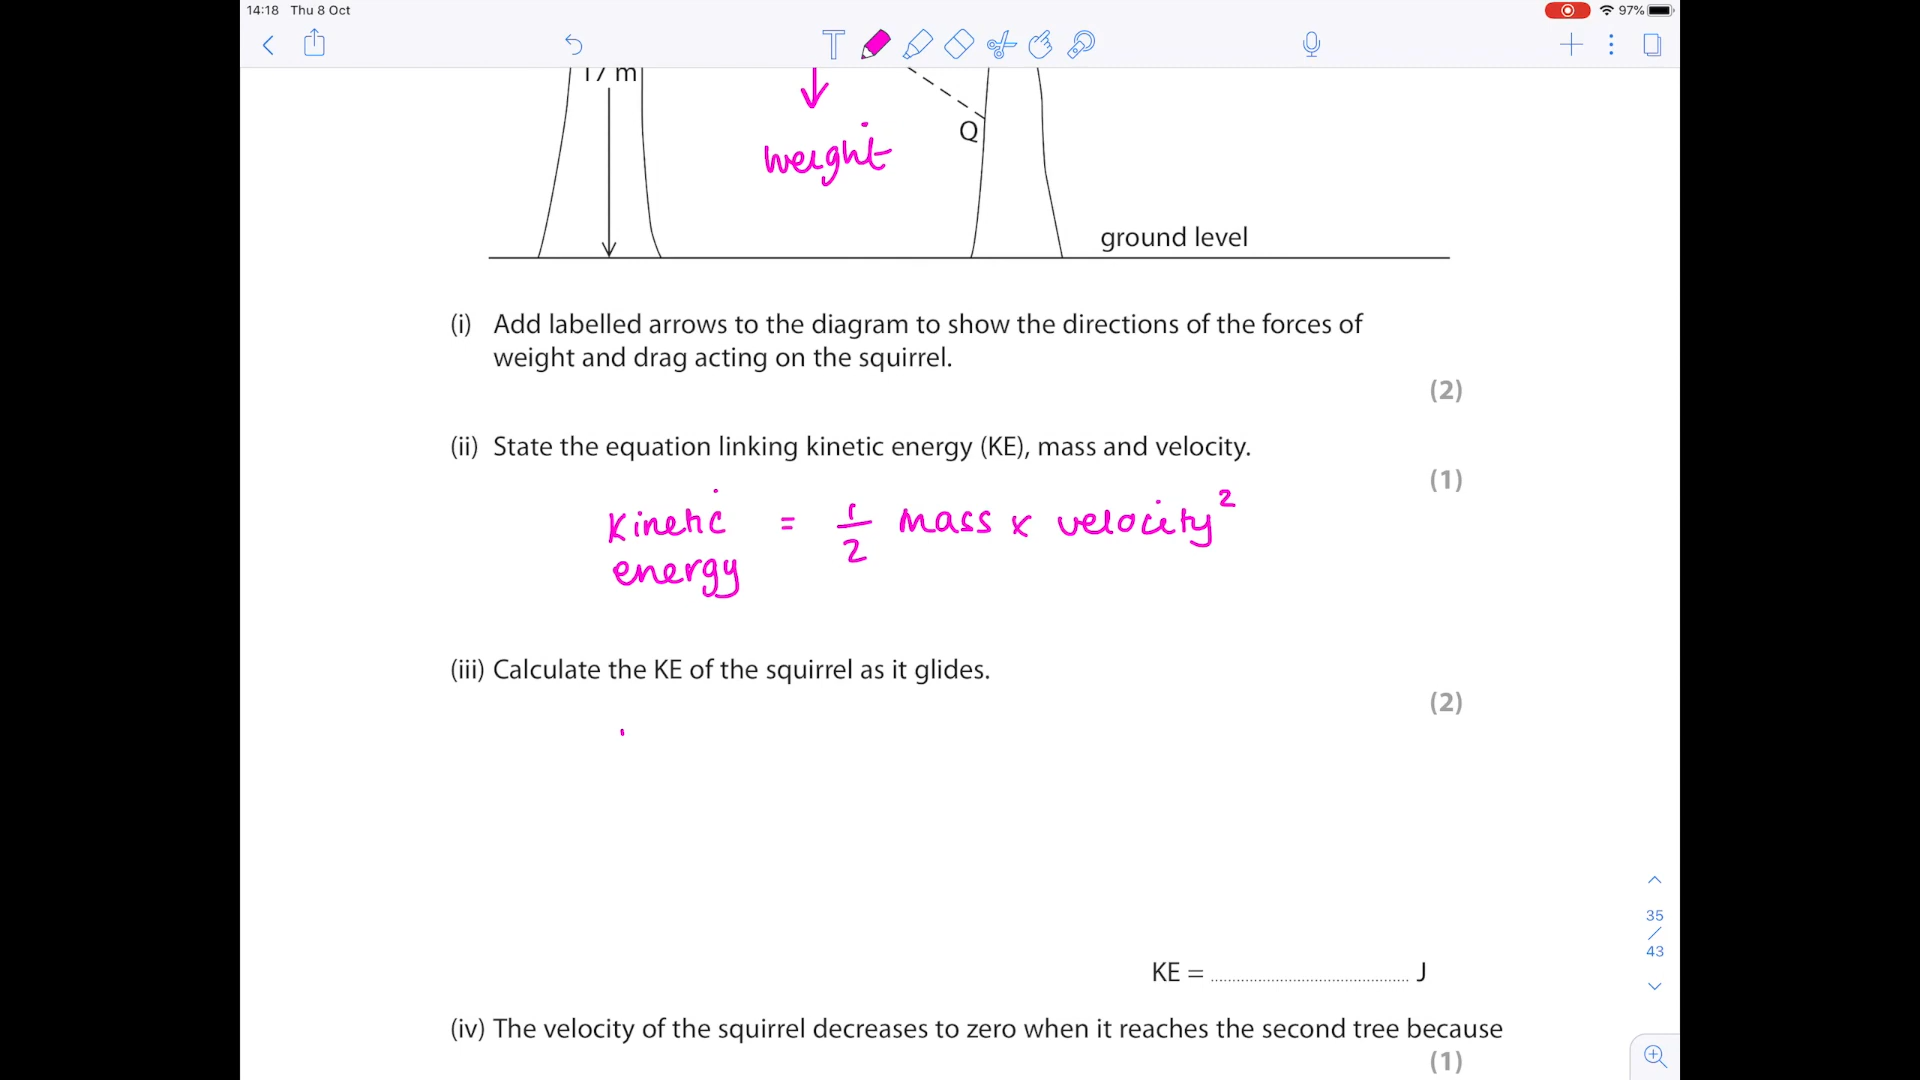 14:18 Thu 8 Oct
97%
T
17 m
weight
Q
ground level
(i) Add labelled arrows to the diagram to show the directions of the forces of
weight and drag acting on the squirrel.
(2)
(ii) State the equation linking kinetic energy (KE), mass and velocity.
(1)
Kinetic = 1/2 mass x velocity²
energy
(iii) Calculate the KE of the squirrel as it glides.
(2)
35
/
43
KE = ............................................ J
(iv) The velocity of the squirrel decreases to zero when it reaches the second tree because
(1)